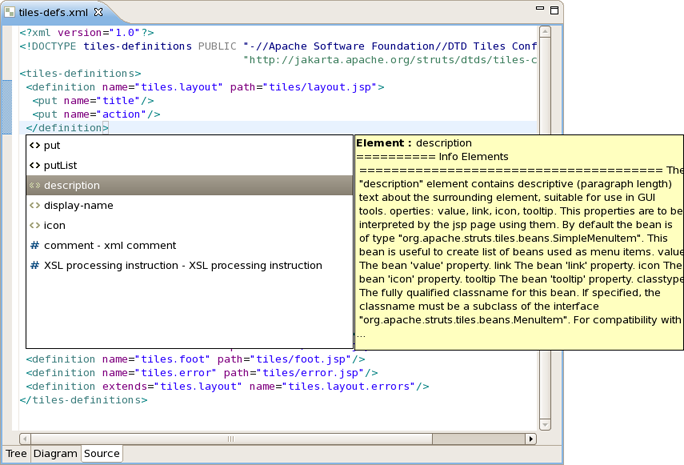 tiles-defs.xml
<?xml version="1.0"?>
<!DOCTYPE tiles-definitions PUBLIC "-//Apache Software Foundation//DTD Tiles Conf
"http://jakarta.apache.org/struts/dtds/tiles-c
<tiles-definitions>
<definition name="tiles.layout" path="tiles/layout.jsp">
<put name="title"/>
<put name="action"/>
</definition>
put
putList
description
display-name
icon
# comment - xml comment
# XSL processing instruction - XSL processing instruction
Element : description
========== Info Elements
====================================== The
"description" element contains descriptive (paragraph length)
text about the surrounding element, suitable for use in GUI
tools. operties: value, link, icon, tooltip. This properties are to be
interpreted by the jsp page using them. By default the bean is
of type "org.apache.struts.tiles.beans.SimpleMenuItem". This
bean is useful to create list of beans used as menu items. value
The bean 'value' property. link The bean 'link' property. icon The
bean 'icon' property. tooltip The bean 'tooltip' property. classtype
The fully qualified classname for this bean. If specified, the
classname must be a subclass of the interface
"org.apache.struts.tiles.beans.MenuItem". For compatibility with
...
<definition name="tiles.foot" path="tiles/foot.jsp"/>
<definition name="tiles.error" path="tiles/error.jsp"/>
<definition extends="tiles.layout" name="tiles.layout.errors"/>
</tiles-definitions>
Tree Diagram Source